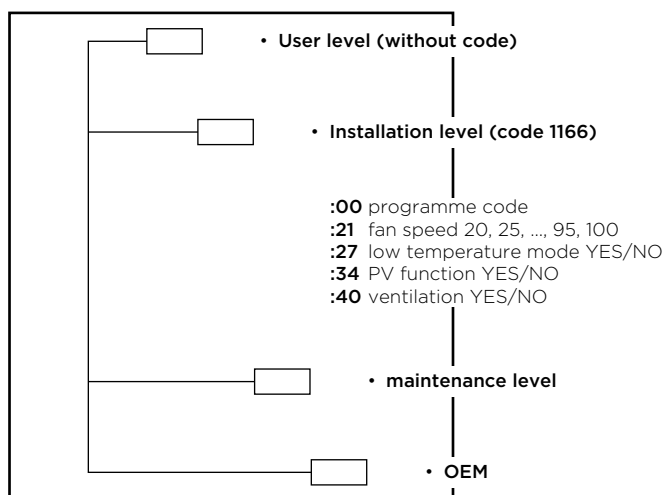 • User level (without code)
• Installation level (code 1166)
:00 programme code
:21 fan speed 20, 25, ..., 95, 100
:27 low temperature mode YES/NO
:34 PV function YES/NO
:40 ventilation YES/NO
• maintenance level
• OEM